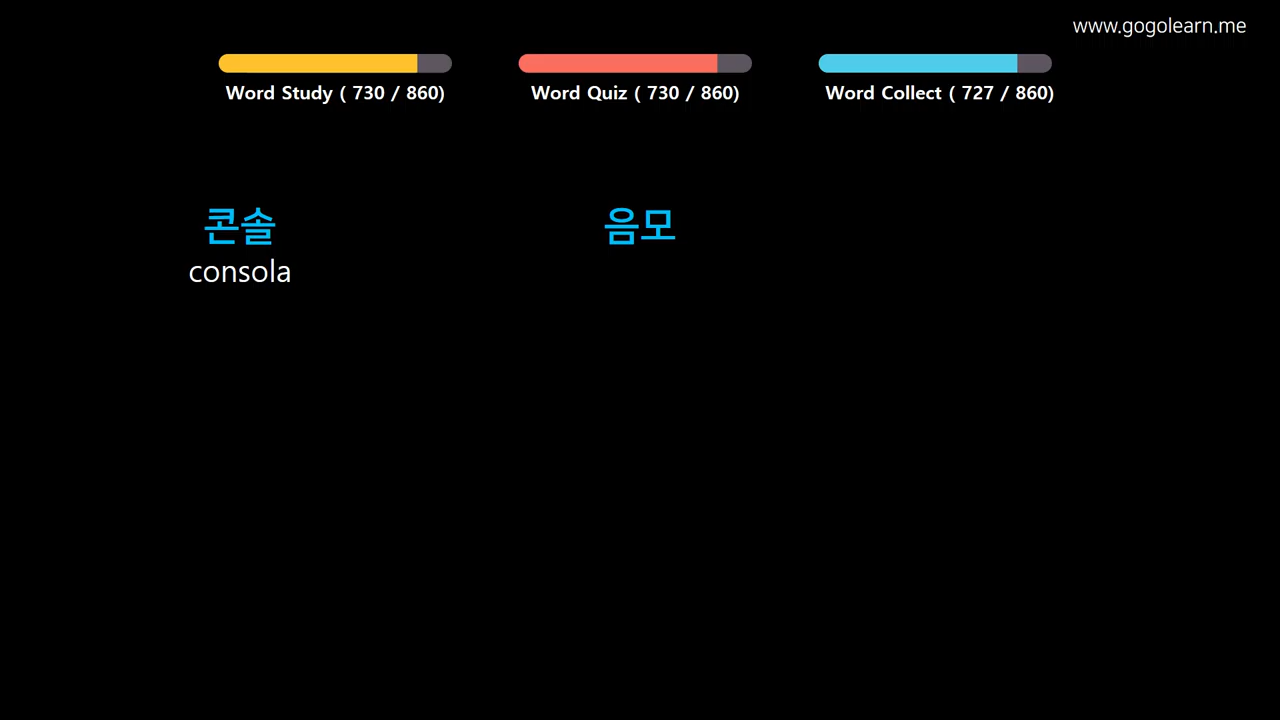 www.gogolearn.me
Word Study ( 730 / 860)
Word Quiz ( 730 / 860)
Word Collect ( 727 / 860)
콘솔
음모
consola